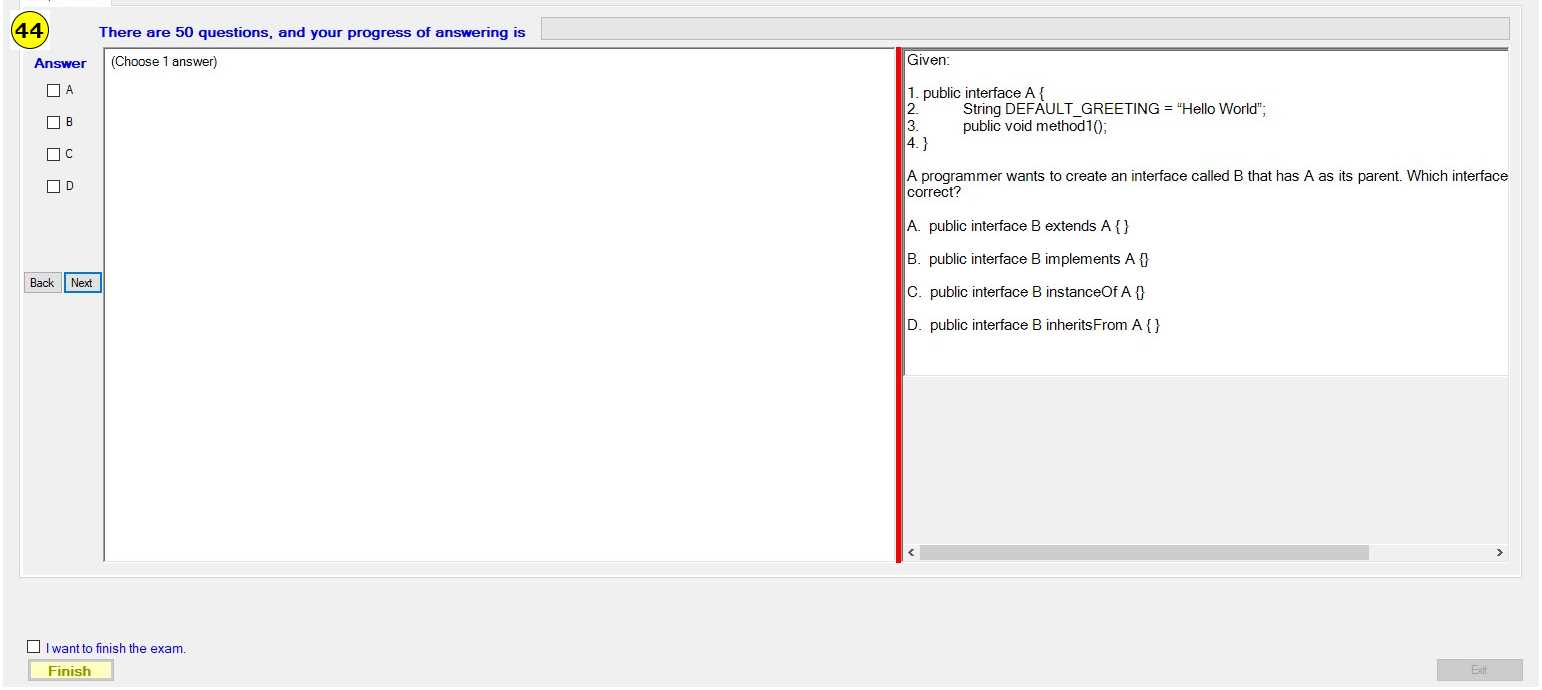 44
There are 50 questions, and your progress of answering is
Answer
A
B
C
D
Back Next
(Choose 1 answer)
Given:
1. public interface A {
2. String DEFAULT_GREETING = “Hello World”;
3. public void method1();
4. }
A programmer wants to create an interface called B that has A as its parent. Which interface
correct?
A. public interface B extends A { }
B. public interface B implements A {}
C. public interface B instanceOf A {}
D. public interface B inheritsFrom A { }
I want to finish the exam.
Finish
Exit